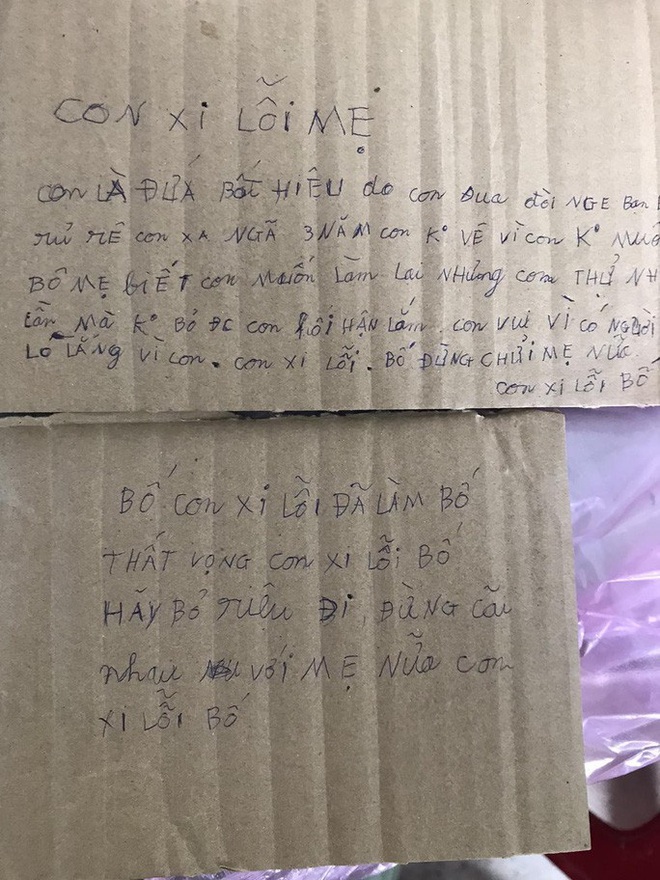 CON XI LỖI MẸ
con LÀ ĐỨA BẤT HIẾU do con Đua đòi NGE BẠN
rủ rê con XA NGÃ 3 NĂM con K° VỀ vì con K° MUỐ
BỐ MẸ biẾT con Muốn Làm Lại Nhưng con THỬ NH
Lần Mà K° BỎ ĐC con HỐI HẬN LẮM. con vui VÌ CÓ NGƯỜI
LO LẮNG vì con. con xi Lỗi. BỐ ĐỪNG CHỬI MẸ NỮA.
con xi Lỗi BỐ
BỐ con xi Lỗi ĐÃ LÀM BỐ
THẤT VỌNG con xi Lỗi BỐ
HÃY BỎ rượu ĐI, ĐỪNG cãi
nhau với MẸ NỮA con
xi LỖI BỐ